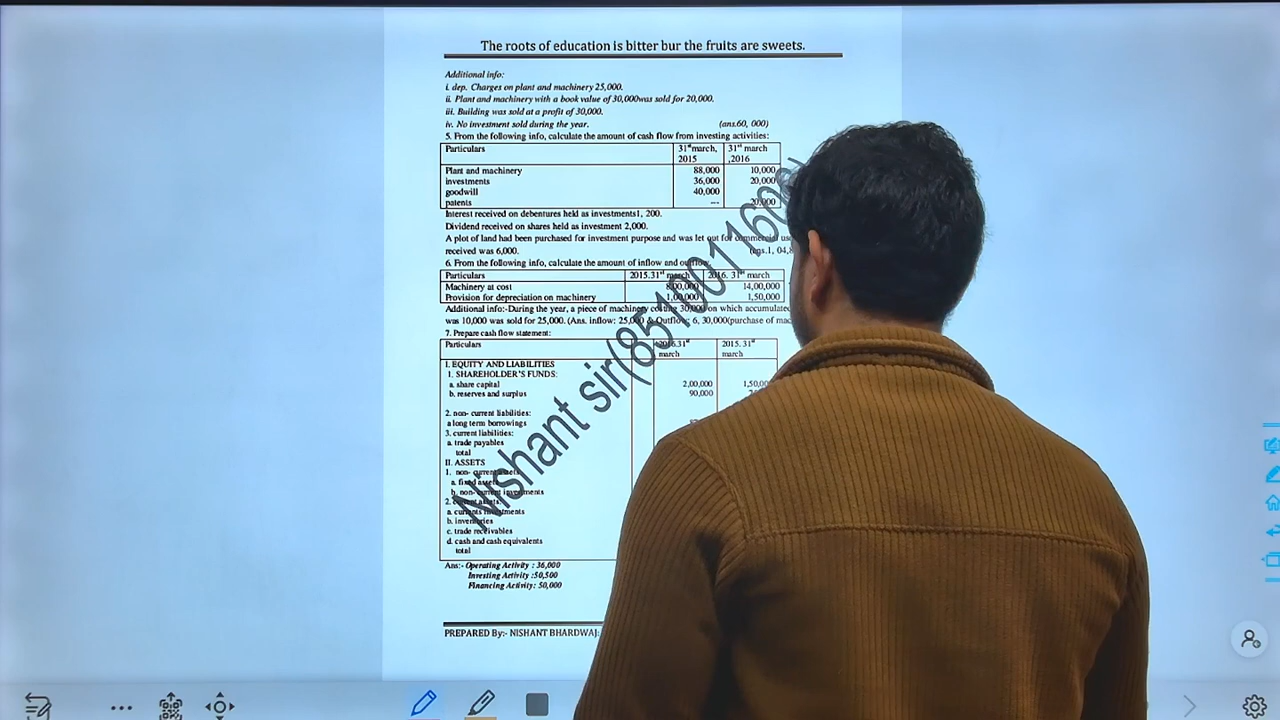 The roots of education is bitter bur the fruits are sweets.
Additional info:
i. dep. Charges on plant and machinery 25,000.
ii. Plant and machinery with a book value of 30,000was sold for 20,000.
iii. Building was sold at a profit of 30,000.
iv. No investment sold during the year. (ans.60, 000)
5. From the following info, calculate the amount of cash flow from investing activities:
Particulars 31st march, 2015 31st march ,2016
Plant and machinery 88,000 10,000
investments 36,000 20,000
goodwill 40,000
patents --- 20,000
Interest received on debentures held as investments1, 200.
Dividend received on shares held as investment 2,000.
A plot of land had been purchased for investment purpose and was let out for commercial
received was 6,000. (ans.1, 04,
6. From the following info, calculate the amount of inflow and outflow:
Particulars 2015.31st march 2016. 31st march
Machinery at cost 8,00,000 14,00,000
Provision for depreciation on machinery 1,00,000 1,50,000
Additional info:-During the year, a piece of machinery costing 30,000 on which
was 10,000 was sold for 25,000. (Ans. inflow: 25,000 & Outflow: 6, 30,000(purchase of
7. Prepare cash flow statement:
Particulars 2016.31st march 2015. 31st march
I. EQUITY AND LIABILITIES
1. SHAREHOLDER'S FUNDS:
a. share capital 2,00,000
b. reserves and surplus 90,000
2. non- current liabilities:
a long term borrowings
3. current liabilities:
a. trade payables
total
II. ASSETS
1. non- current assets
a. fixed assets
b. non-current investments
2. current assets:
a. currents investments
b. inventories
c. trade receivables
d. cash and cash equivalents
total
Ans:- Operating Activity : 36,000
Investing Activity :50,500
Financing Activity: 50,000
PREPARED By:- NISHANT BHARDWAJ:
Nishant sir(